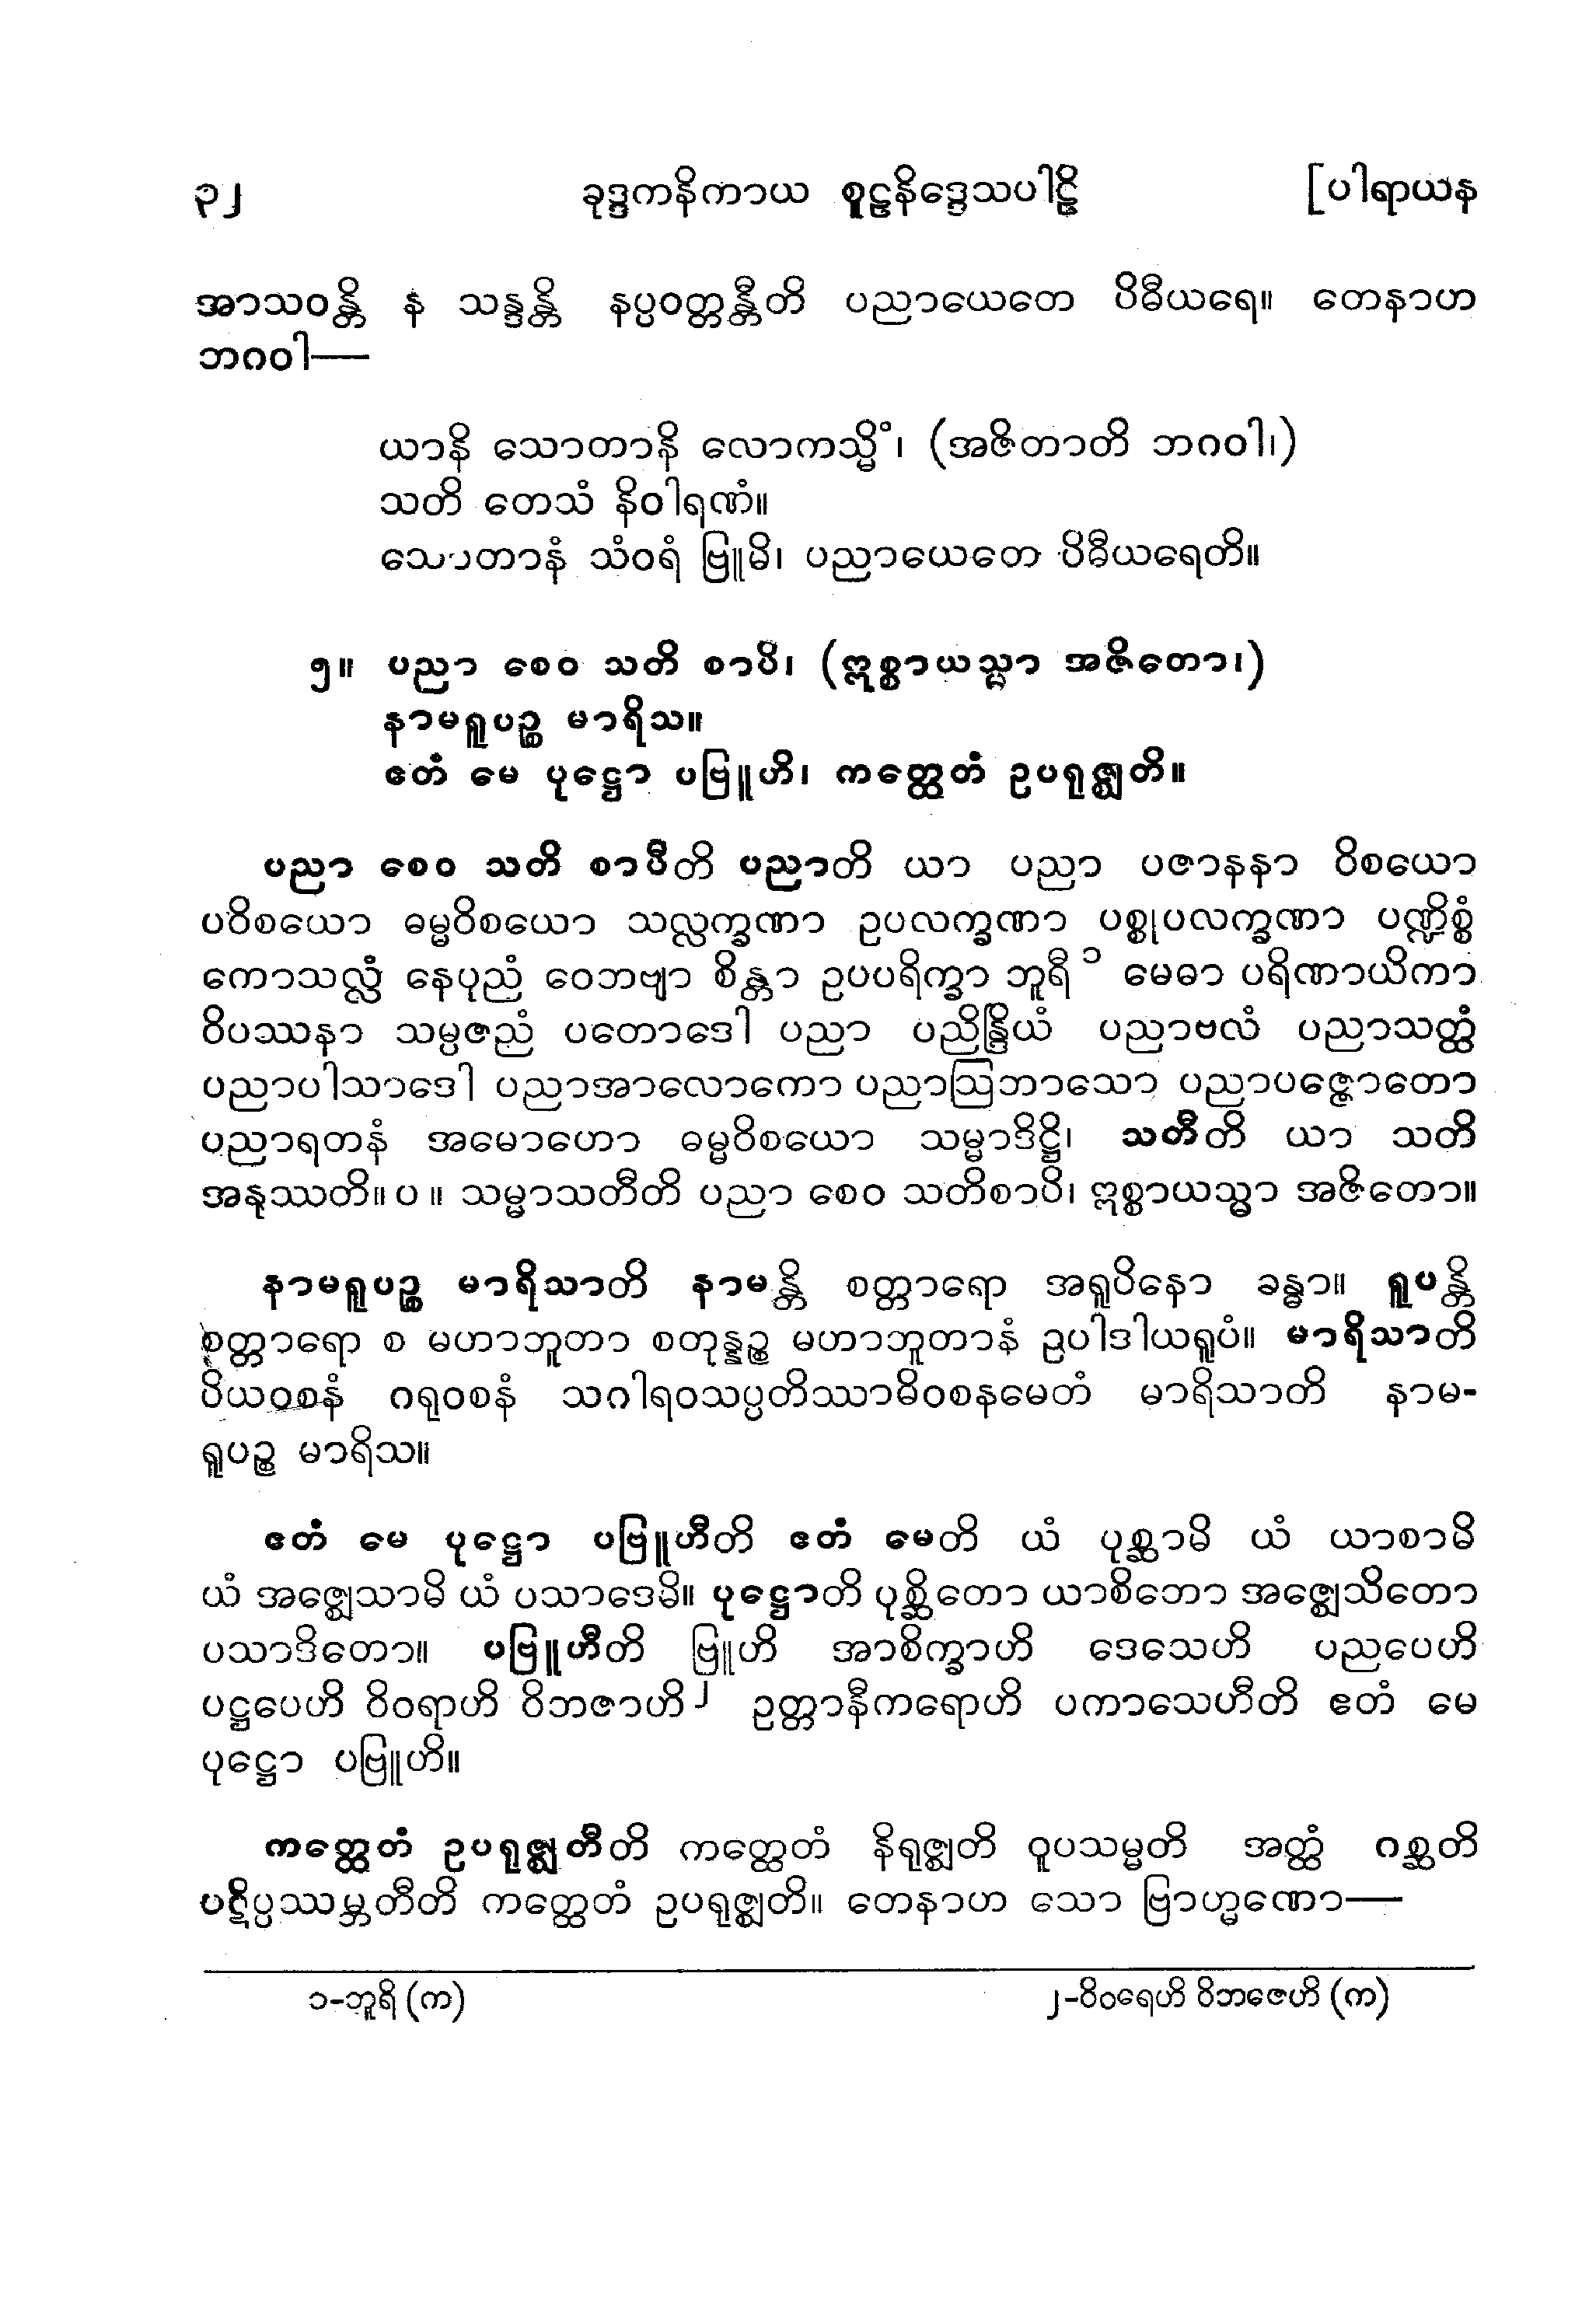 ၃၂ ခုဒ္ဒကနိကာယ စူဠနိဒ္ဒေသပါဠိ [ပါရာယန
အာသဝန္တိ န သန္ဒန္တိ နပ္ပဝတ္တန္တီတိ ပညာယေတေ ပိဓီယရေ။ တေနာဟ
ဘဂဝါ—
ယာနိ သောတာနိ လောကသ္မိံ၊ (အဇိတာတိ ဘဂဝါ၊)
သတိ တေသံ နိဝါရဏံ။
သောတာနံ သံဝရံ ဗြူမိ၊ ပညာယေတေ ပိဓီယရေတိ။
၅။ ပညာ စေဝ သတိ စာပိ၊ (ဣစ္စာယသ္မာ အဇိတော၊)
နာမရူပဉ္စ မာရိသ။
ဧတံ မေ ပုဋ္ဌော ပဗြူဟိ၊ ကတ္ထေတံ ဥပရုဇ္ဈတိ။
ပညာ စေဝ သတိ စာပီတိ ပညာတိ ယာ ပညာ ပဇာနနာ ဝိစယော
ပဝိစယော ဓမ္မဝိစယော သလ္လက္ခဏာ ဥပလက္ခဏာ ပစ္စုပလက္ခဏာ ပဏ္ဍိစ္စံ
ကောသလ္လံ နေပုညံ ဝေဘဗျာ စိန္တာ ဥပပရိက္ခာ ဘူရီ ၁ မေဓာ ပရိဏာယိကာ
ဝိပဿနာ သမ္ပဇညံ ပတောဒေါ ပညာ ပညိန္ဒြိယံ ပညာဗလံ ပညာသတ္ထံ
ပညာပါသာဒေါ ပညာအာလောကော ပညာဩဘာသော ပညာပဇ္ဇောတော
ပညာရတနံ အမောဟော ဓမ္မဝိစယော သမ္မာဒိဋ္ဌိ၊ သတီတိ ယာ သတိ
အနုဿတိ။ ပ ။ သမ္မာသတီတိ ပညာ စေဝ သတိစာပိ၊ ဣစ္စာယသ္မာ အဇိတော။
နာမရူပဉ္စ မာရိသာတိ နာမန္တိ စတ္တာရော အရူပိနော ခန္ဓာ။ ရူပန္တိ
စတ္တာရော စ မဟာဘူတာ စတုန္နဉ္စ မဟာဘူတာနံ ဥပါဒါယရူပံ။ မာရိသာတိ
ပိယဝစနံ ဂရုဝစနံ သဂါရဝသပ္ပတိဿာဓိဝစနမေတံ မာရိသာတိ နာမ-
ရူပဉ္စ မာရိသ။
ဧတံ မေ ပုဋ္ဌော ပဗြူဟီတိ ဧတံ မေတိ ယံ ပုစ္ဆာမိ ယံ ယာစာမိ
ယံ အဇ္ဈေသာမိ ယံ ပသာဒေမိ။ ပုဋ္ဌောတိ ပုစ္ဆိတော ယာစိတော အဇ္ဈေသိတော
ပသာဒိတော။ ပဗြူဟီတိ ဗြူဟိ အာစိက္ခာဟိ ဒေသေဟိ ပညပေဟိ
ပဋ္ဌပေဟိ ဝိဝရာဟိ ဝိဘဇာဟိ ၂ ဥတ္တာနီကရောဟိ ပကာသေဟီတိ ဧတံ မေ
ပုဋ္ဌော ပဗြူဟိ။
ကတ္ထေတံ ဥပရုဇ္ဈတီတိ ကတ္ထေတံ နိရုဇ္ဈတိ ဝူပသမ္မတိ အတ္ထံ ဂစ္ဆတိ
ပဋိပ္ပဿမ္ဘတီတိ ကတ္ထေတံ ဥပရုဇ္ဈတိ။ တေနာဟ သော ဗြာဟ္မဏော—
၁-ဘူရိ (က) ၂-ဝိဝရေဟိ ဝိဘဇေဟိ (က)